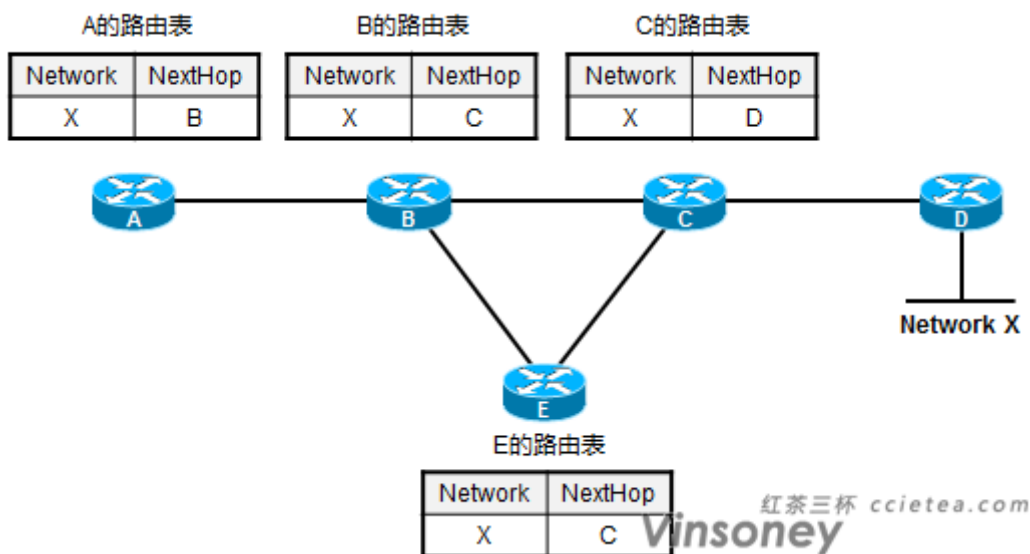 A的路由表 B的路由表 C的路由表
Network NextHop Network NextHop Network NextHop
X B X C X D
A B C D
Network X
E
E的路由表
Network NextHop
X C
红茶三杯 ccietea.com
Vinsoney